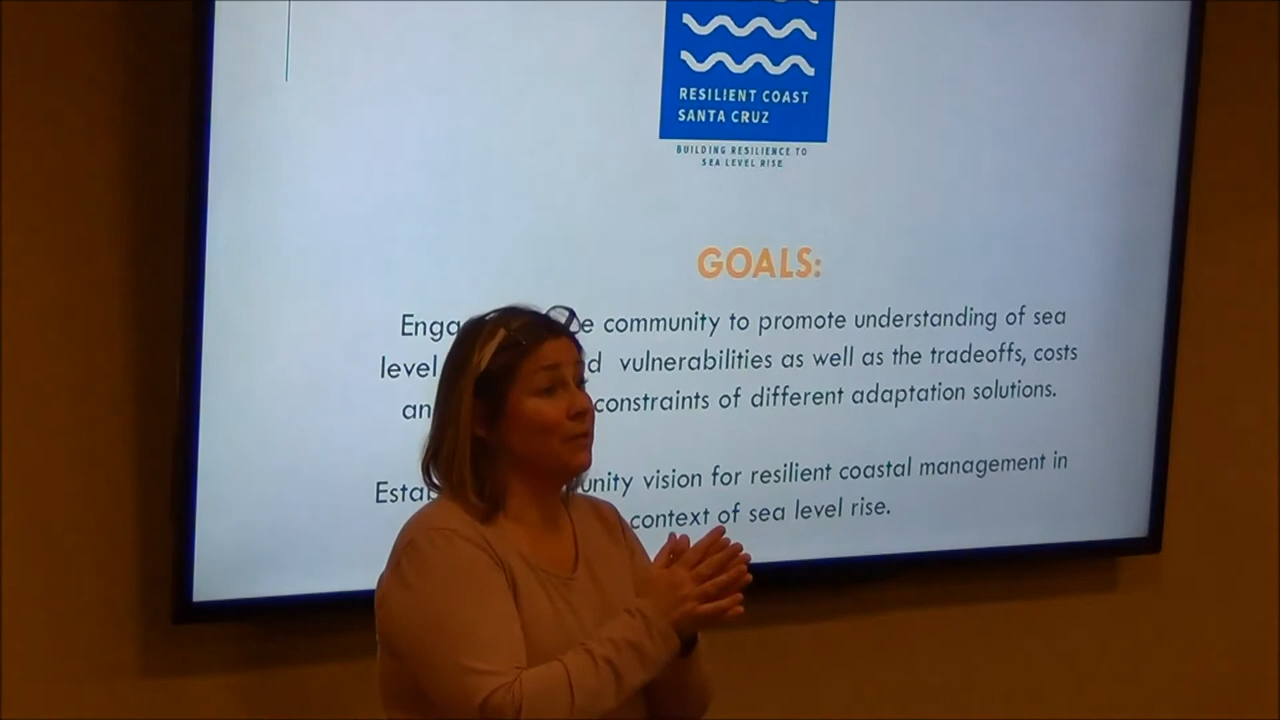 RESILIENT COAST
SANTA CRUZ
BUILDING RESILIENCE TO
SEA LEVEL RISE
GOALS:
Enga e community to promote understanding of sea
level d vulnerabilities as well as the tradeoffs, costs
an constraints of different adaptation solutions.
Estab unity vision for resilient coastal management in
context of sea level rise.